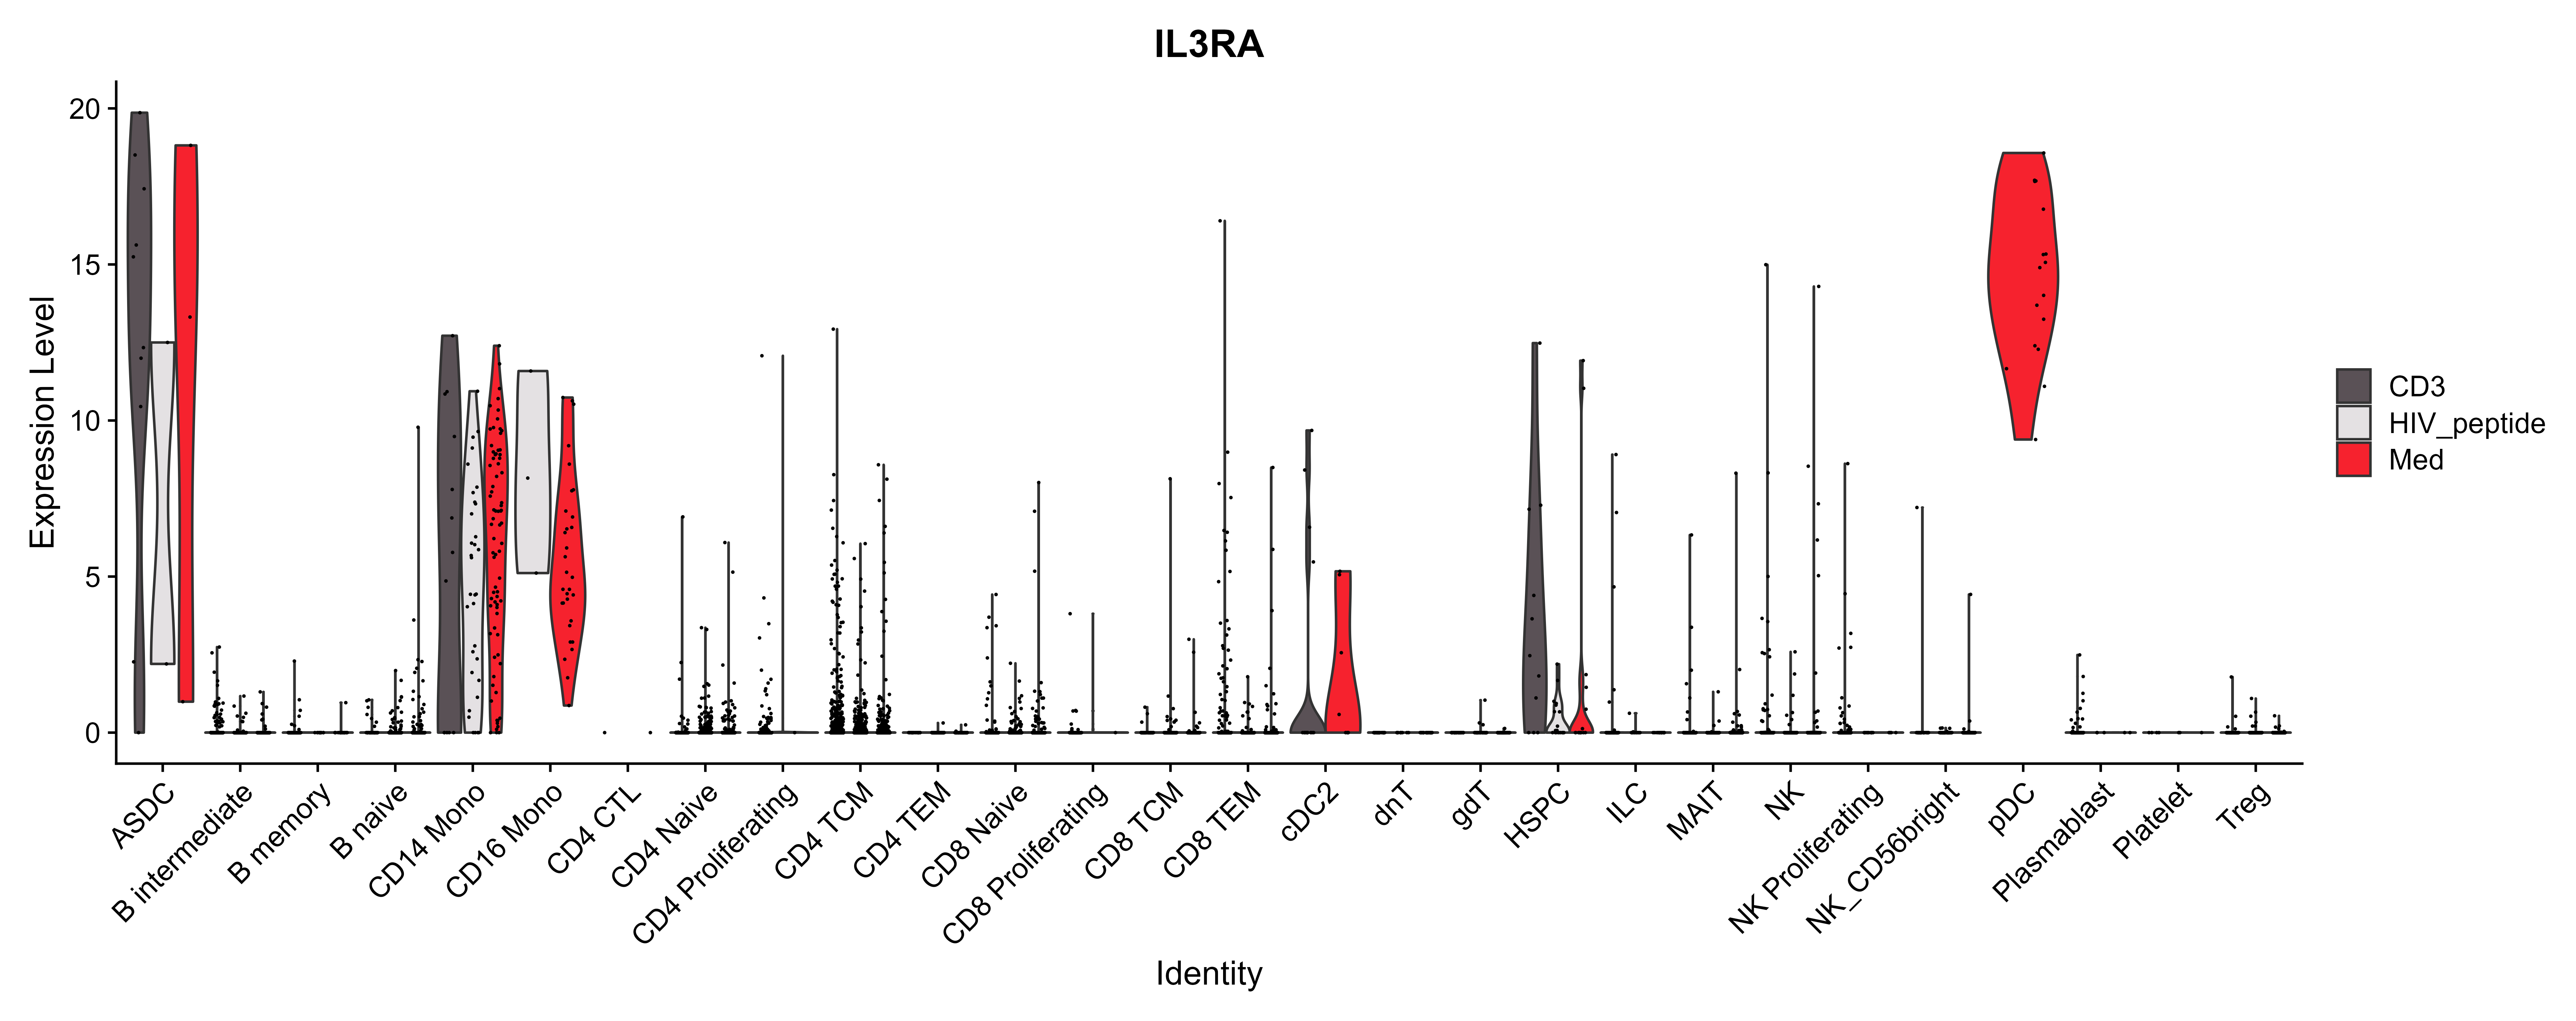 IL3RA
Expression Level
20
15
10
5
0
ASDC
B intermediate
B memory
B naive
CD14 Mono
CD16 Mono
CD4 CTL
CD4 Naive
CD4 Proliferating
CD4 TCM
CD4 TEM
CD8 Naive
CD8 Proliferating
CD8 TCM
CD8 TEM
cDC2
dnT
gdT
HSPC
ILC
MAIT
NK
NK Proliferating
NK_CD56bright
pDC
Plasmablast
Platelet
Treg
Identity
CD3
HIV_peptide
Med